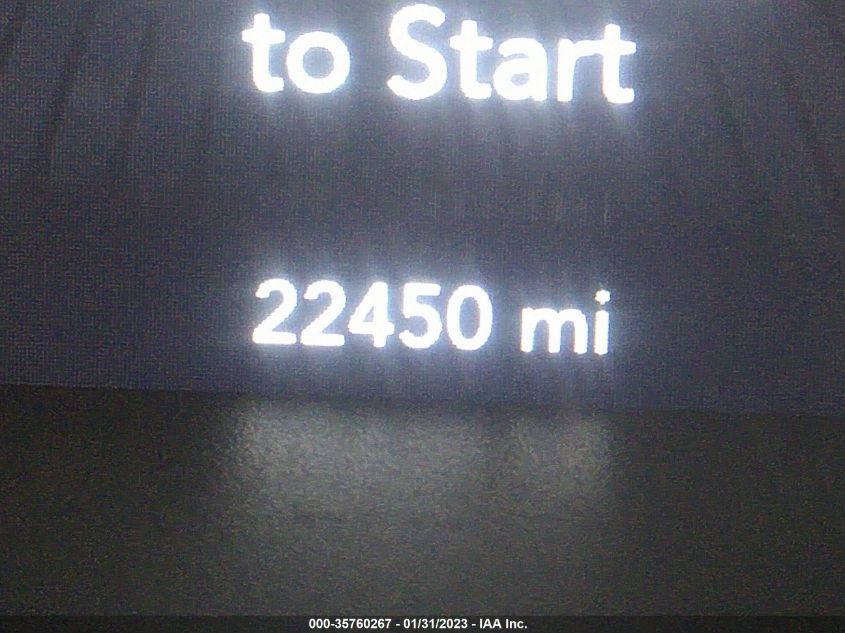 to Start
22450 mi
000-35760267 - 01/31/2023 - IAA Inc.